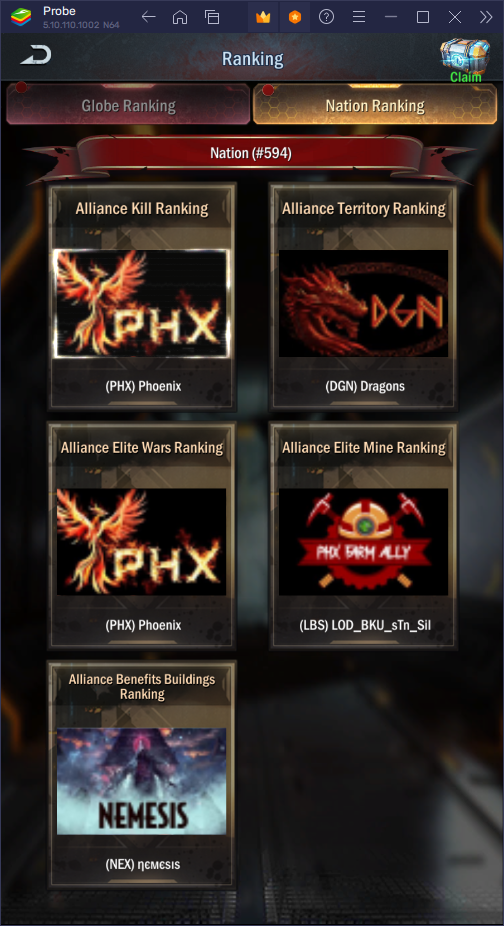 Probe
5.10.110.1002 N64
Ranking
Claim
Globe Ranking
Nation Ranking
Nation (#594)
Alliance Kill Ranking
Alliance Territory Ranking
PHX
DGN
(PHX) Phoenix
(DGN) Dragons
Alliance Elite Wars Ranking
Alliance Elite Mine Ranking
PHX
PHX FARM ALLY
(PHX) Phoenix
(LBS) LOD_BKU_sTn_Sil
Alliance Benefits Buildings
Ranking
NEMESIS
(NEX) ηємєѕιѕ